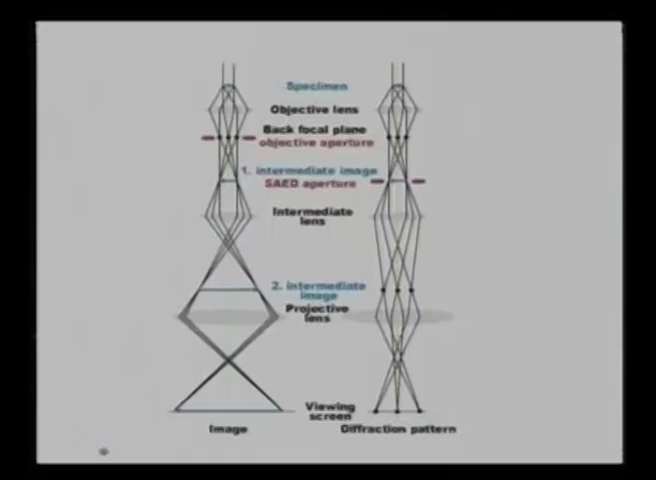 Specimen
Objective lens
Back focal plane
objective aperture
1. intermediate image
SAED aperture
Intermediate
lens
2. intermediate
image
Projective
lens
Viewing
screen
Image
Diffraction pattern